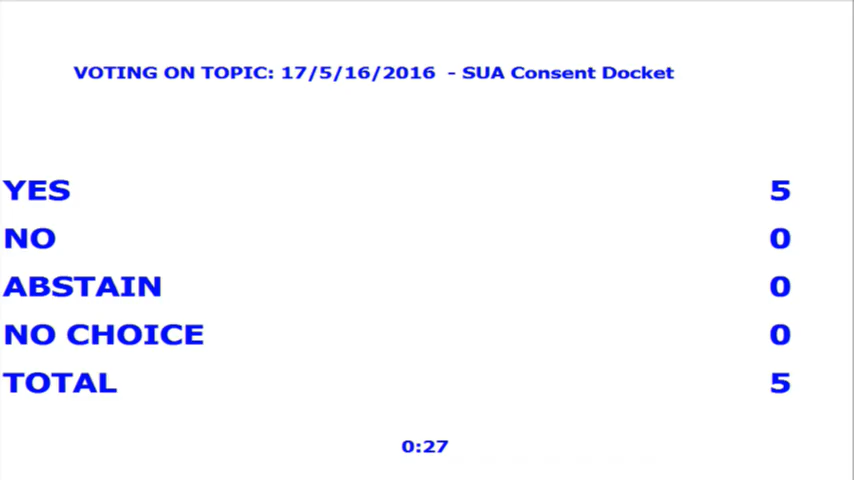 VOTING ON TOPIC: 17/5/16/2016 - SUA Consent Docket
YES 5
NO 0
ABSTAIN 0
NO CHOICE 0
TOTAL 5
0:27